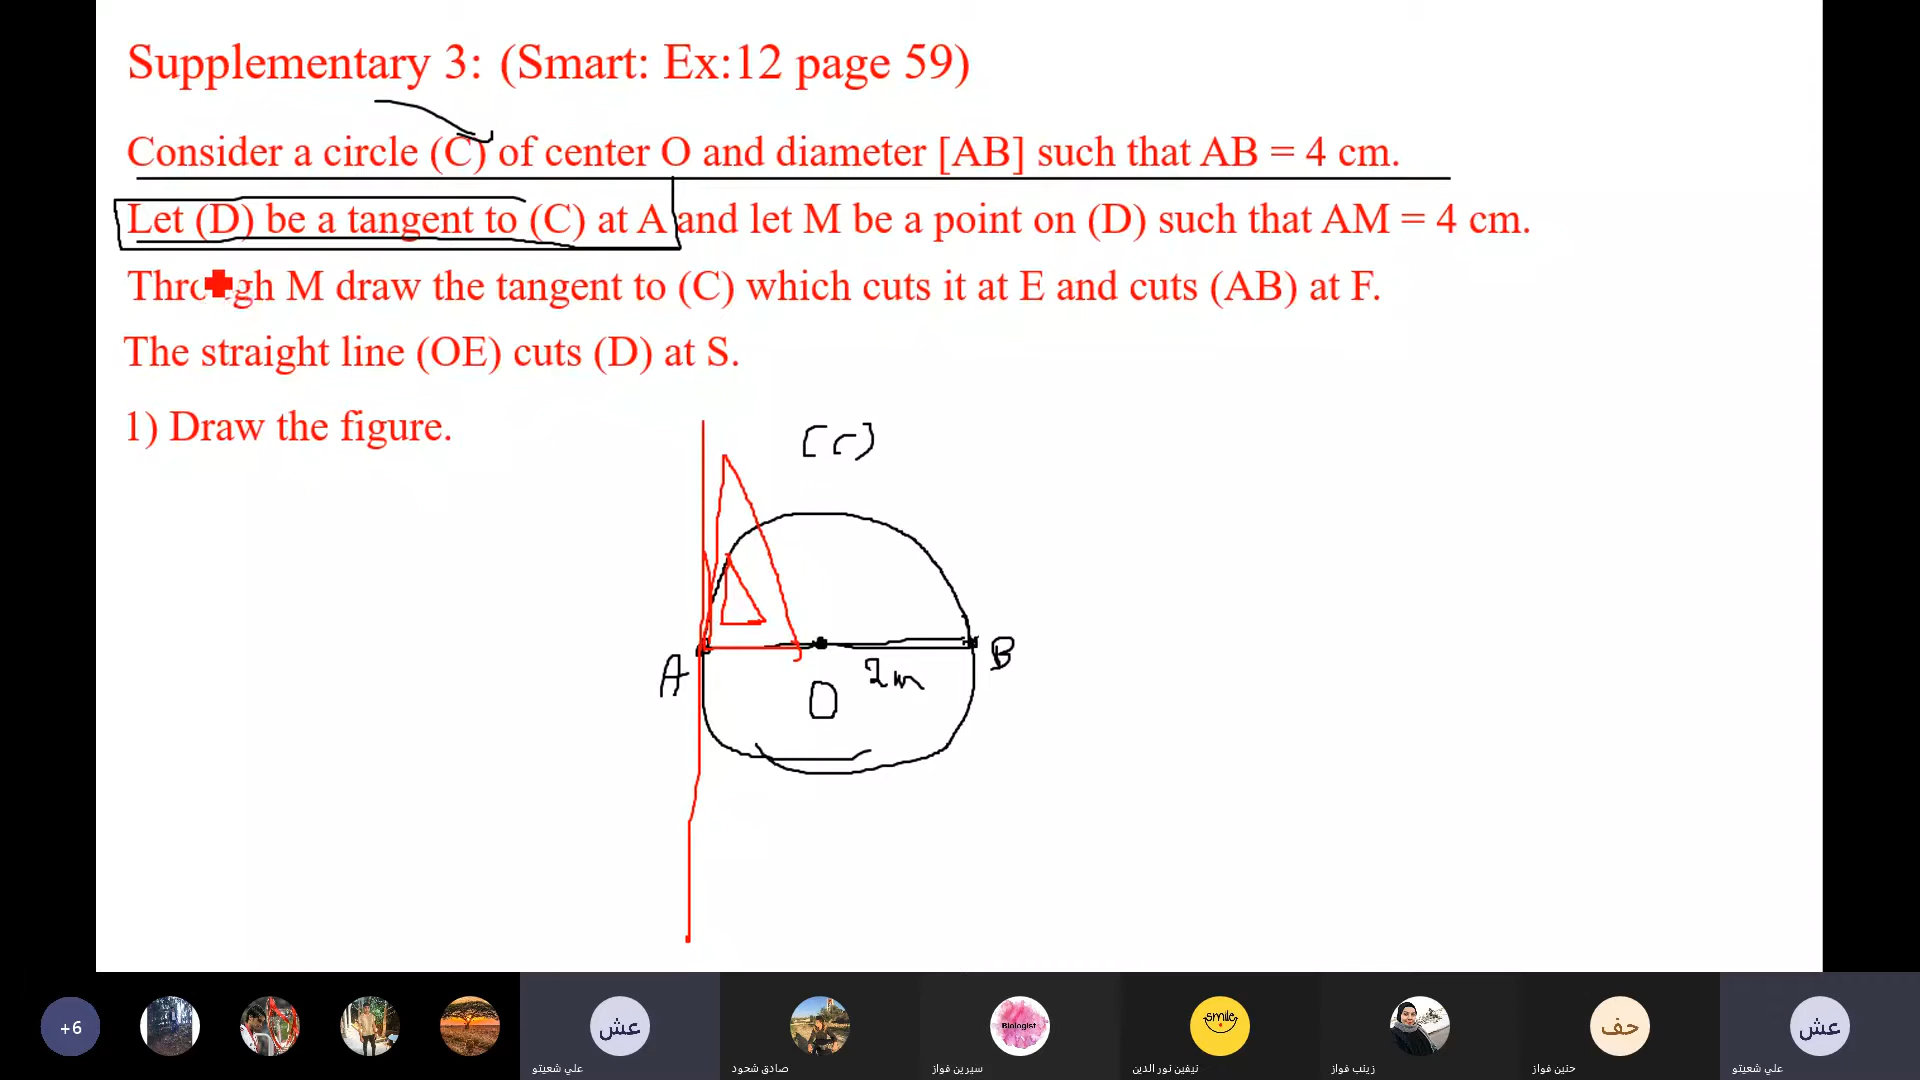 Supplementary 3: (Smart: Ex:12 page 59)
Consider a circle (C) of center O and diameter [AB] such that AB = 4 cm.
Let (D) be a tangent to (C) at A and let M be a point on (D) such that AM = 4 cm.
Through M draw the tangent to (C) which cuts it at E and cuts (AB) at F.
The straight line (OE) cuts (D) at S.
1) Draw the figure.
(C)
A
B
O
+6
عش
Biologist
smile
حف
عش
علي شعيتو
صادق شحود
سيرين فواز
نيفين نور الدين
زينب فواز
حنين فواز
علي شعيتو